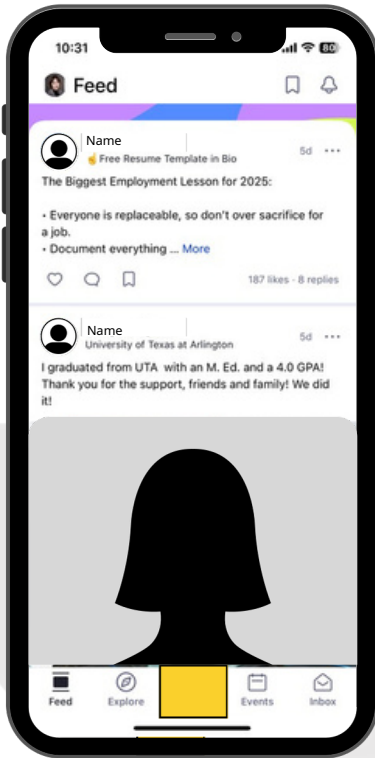 10:31
80
Feed
Name
☝Free Resume Template in Bio
5d ...
The Biggest Employment Lesson for 2025:
• Everyone is replaceable, so don't over sacrifice for
a job.
• Document everything ... More
187 likes · 8 replies
Name
University of Texas at Arlington
5d ...
I graduated from UTA with an M. Ed. and a 4.0 GPA!
Thank you for the support, friends and family! We did
it!
Feed
Explore
Events
Inbox